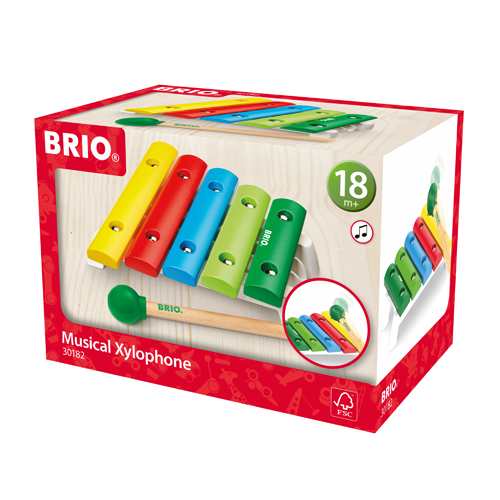 BRIO®
18
m+
BRIO
BRIO.
Musical Xylophone
30182
FSC
BRIO®
30182